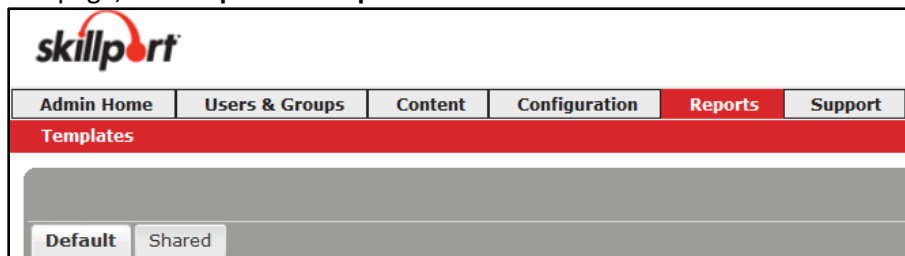 skillport
Admin Home Users & Groups Content Configuration Reports Support
Templates
Default Shared